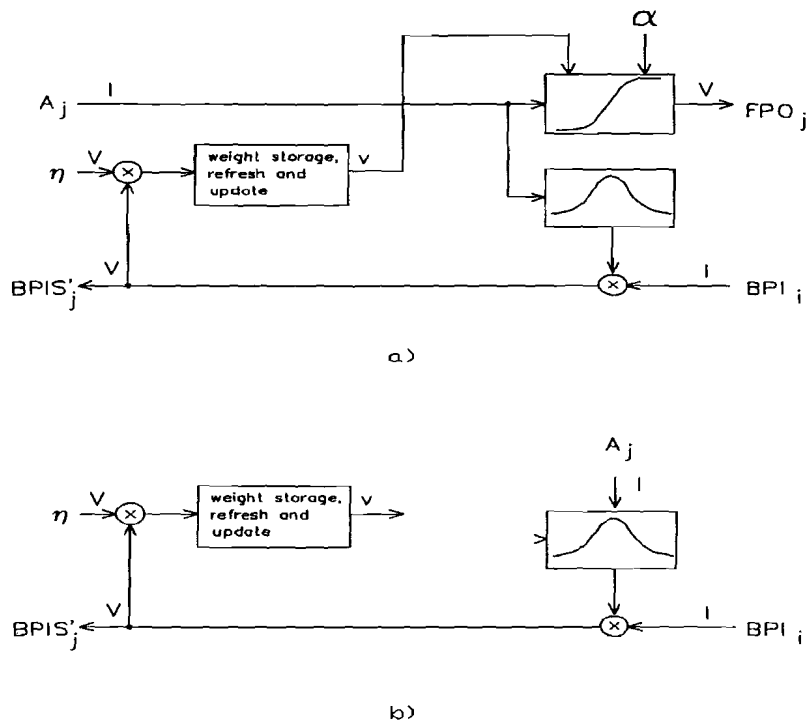 α
A j I V FPO j
η V × weight storage, refresh and update v
BPIS' j V × I BPI i
a)
A j
I
η V × weight storage, refresh and update v
BPIS' j V × I BPI i
b)